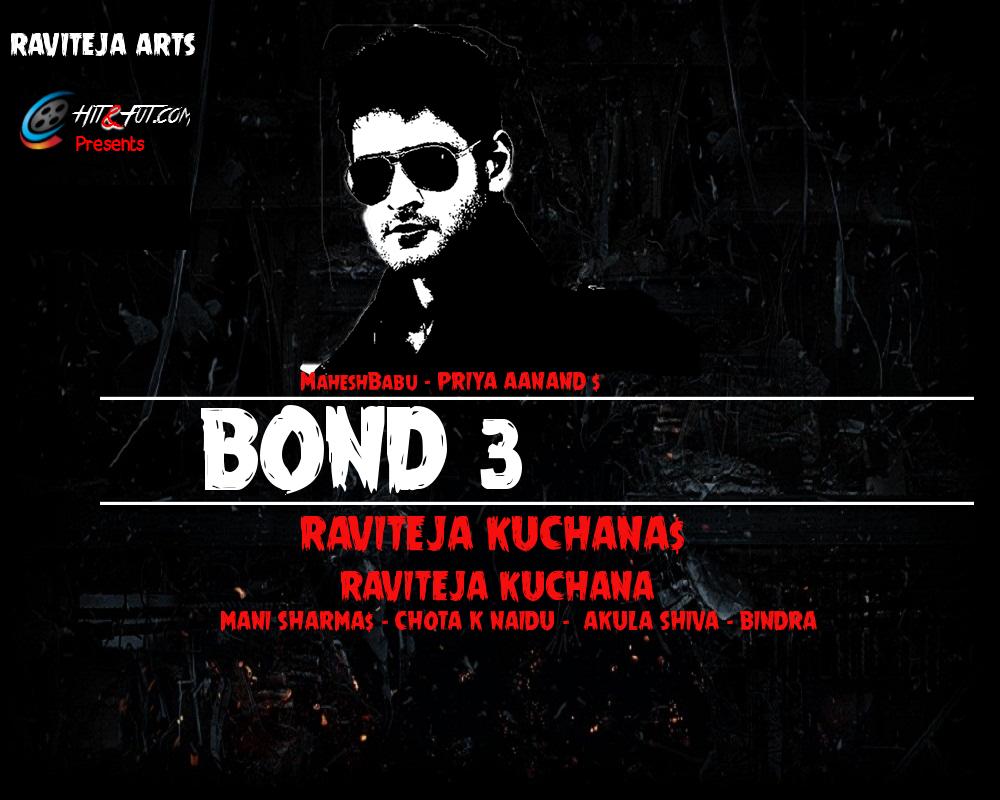 RAVITEJA ARTS
HIT&FUT.COM
Presents
MAHESHBABU - PRIYA AANAND $
BOND 3
RAVITEJA KUCHANA$
RAVITEJA KUCHANA
MANI SHARMA$ - CHOTA K NAIDU - AKULA SHIVA - BINDRA